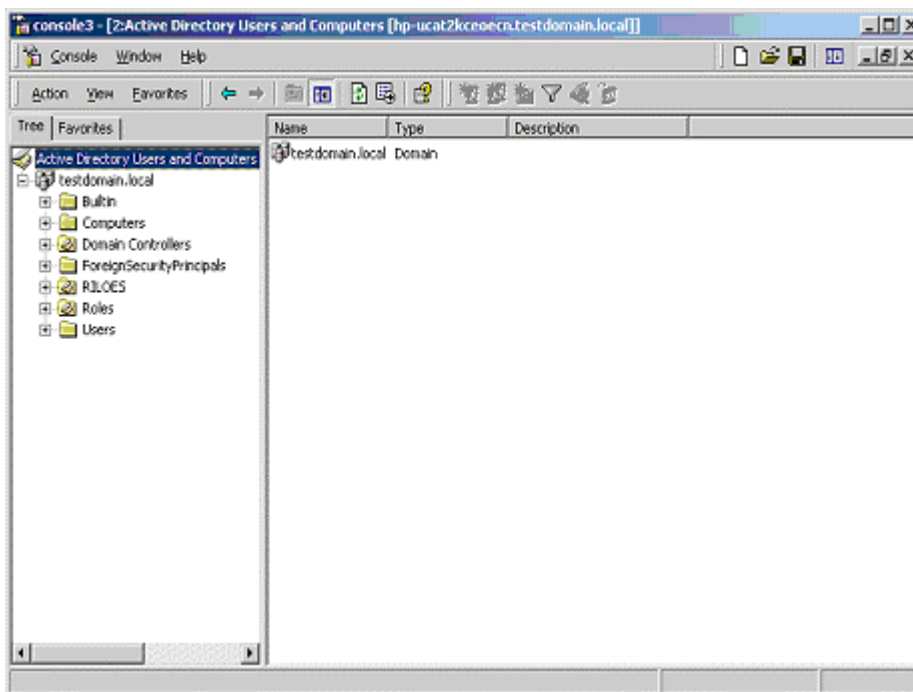 console3 - [2:Active Directory Users and Computers [hp-ucat2kceoecn.testdomain.local]]
Console Window Help
Action View Favorites
Tree Favorites
Name Type Description
Active Directory Users and Computers
testdomain.local Domain
testdomain.local
Builtin
Computers
Domain Controllers
ForeignSecurityPrincipals
RILOES
Roles
Users